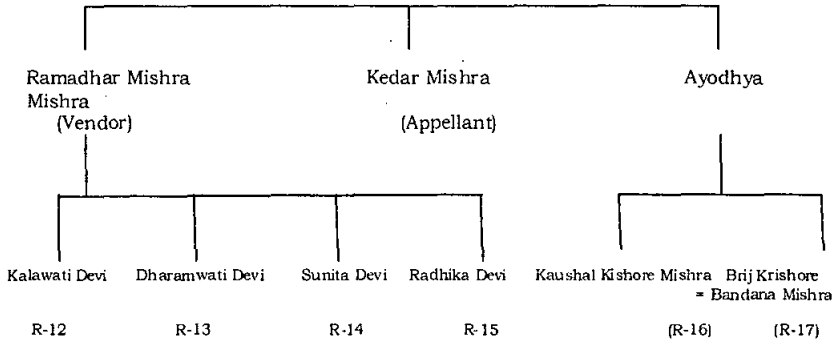 Ramadhar Mishra Kedar Mishra Ayodhya
Mishra
(Vendor) (Appellant)
Kalawati Devi Dharamwati Devi Sunita Devi Radhika Devi Kaushal Kishore Mishra Brij Krishore
= Bandana Mishra
R-12 R-13 R-14 R-15 (R-16) (R-17)